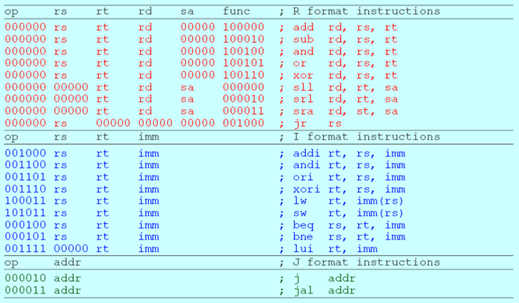 op rs rt rd sa func ; R format instructions
000000 rs rt rd 00000 100000 ; add rd, rs, rt
000000 rs rt rd 00000 100010 ; sub rd, rs, rt
000000 rs rt rd 00000 100100 ; and rd, rs, rt
000000 rs rt rd 00000 100101 ; or rd, rs, rt
000000 rs rt rd 00000 100110 ; xor rd, rs, rt
000000 00000 rt rd sa 000000 ; sll rd, rt, sa
000000 00000 rt rd sa 000010 ; srl rd, rt, sa
000000 00000 rt rd sa 000011 ; sra rd, st, sa
000000 rs 00000 00000 00000 001000 ; jr rs
op rs rt imm ; I format instructions
001000 rs rt imm ; addi rt, rs, imm
001100 rs rt imm ; andi rt, rs, imm
001101 rs rt imm ; ori rt, rs, imm
001110 rs rt imm ; xori rt, rs, imm
100011 rs rt imm ; lw rt, imm(rs)
101011 rs rt imm ; sw rt, imm(rs)
000100 rs rt imm ; beq rs, rt, imm
000101 rs rt imm ; bne rs, rt, imm
001111 00000 rt imm ; lui rt, imm
op addr ; J format instructions
000010 addr ; j addr
000011 addr ; jal addr